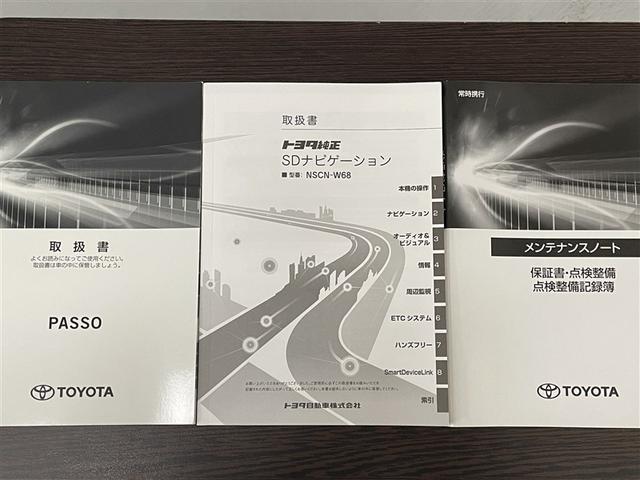 取扱書
よくお読みになってご使用ください。
取扱書は車の中に保管しましょう。
PASSO
TOYOTA
取扱書
トヨタ純正
SDナビゲーション
■ 型番: NSCN-W68
本機の操作 1
ナビゲーション 2
オーディオ&
ビジュアル 3
情報 4
周辺監視 5
ETCシステム 6
ハンズフリー 7
SmartDeviceLink 8
索引
トヨタ自動車株式会社
常時携行
メンテナンスノート
保証書・点検整備
点検整備記録簿
TOYOTA